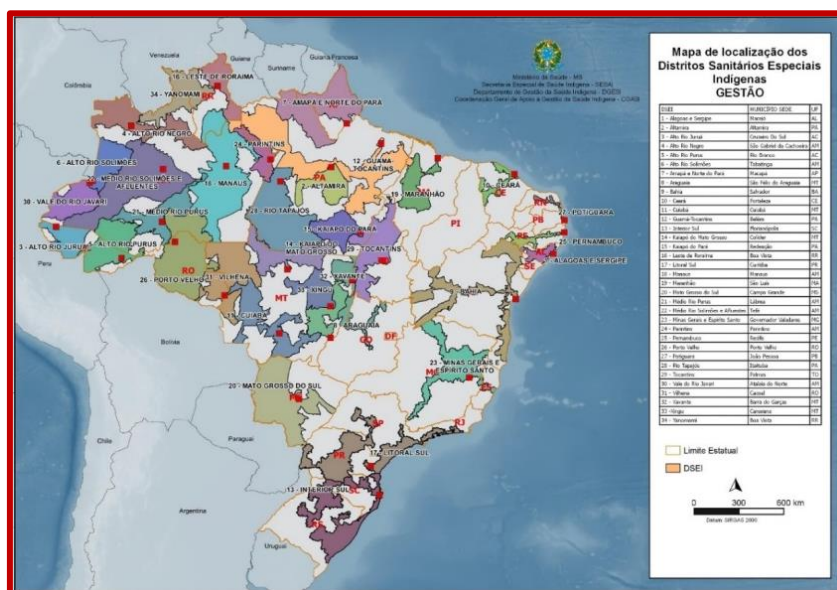 Mapa de localização dos
Distritos Sanitários Especiais
Indígenas
GESTÃO
Ministério da Saúde - MS
Secretaria Especial de Saúde Indígena - SESAI
Departamento de Gestão da Saúde Indígena - DGESI
Coordenação Geral de Apoio a Gestão da Saúde Indígena
DSEI MUNICÍPIO SEDE UF
1 - Alagoas e Sergipe Maceió AL
2 - Altamira Altamira PA
3 - Alto Rio Juruá Cruzeiro do Sul AC
4 - Alto Rio Negro São Gabriel da Cachoeira AM
5 - Alto Rio Purus Rio Branco AC
6 - Alto Rio Solimões Tabatinga AM
7 - Amapá e Norte do Pará Macapá AP
8 - Araguaia São Félix do Araguaia MT
9 - Bahia Salvador BA
10 - Ceará Fortaleza CE
11 - Cuiabá Cuiabá MT
12 - Guamá-Tocantins Belém PA
13 - Interior Sul Florianópolis SC
14 - Kaiapó do Mato Grosso Colíder MT
15 - Kaiapó do Pará Redenção PA
16 - Leste de Roraima Boa Vista RR
17 - Litoral Sul Curitiba PR
18 - Manaus Manaus AM
19 - Maranhão São Luís MA
20 - Mato Grosso do Sul Campo Grande MS
21 - Médio Rio Purus Lábrea AM
22 - Médio Rio Solimões e Afluentes Tefé AM
23 - Minas Gerais e Espírito Santo Governador Valadares MG
24 - Parintins Parintins AM
25 - Pernambuco Recife PE
26 - Porto Velho Porto Velho RO
27 - Potiguara João Pessoa PB
28 - Rio Tapajós Itaituba PA
29 - Tocantins Palmas TO
30 - Vale do Rio Javari Atalaia do Norte AM
31 - Vilhena Cacoal RO
32 - Xavante Barra do Garças MT
33 - Xingu Canarana MT
34 - Yanomami Boa Vista RR
Limite Estatual
DSEI
0 300 600 km
Datum SIRGAS 2000
Venezuela
Guiana
Suriname
Guiana Francesa
Colômbia
Peru
Bolívia
Chile
Paraguai
Argentina
Uruguai
16 - LESTE DE RORAIMA
34 - YANOMAMI
7 - AMAPÁ E NORTE DO PARÁ
4 - ALTO RIO NEGRO
24 - PARINTINS
12 - GUAMÁ-
TOCANTINS
6 - ALTO RIO SOLIMÕES
22 - MÉDIO RIO SOLIMÕES E
AFLUENTES
PA
2 - ALTAMIRA
18 - MANAUS
19 - MARANHÃO
10 - CEARÁ
CE
RN
30 - VALE DO RIO JAVARI
21 - MÉDIO RIO PURUS
28 - RIO TAPAJÓS
PI
PB
27 - POTIGUARA
3 - ALTO RIO JURUÁ
5 - ALTO RIO PURUS
15 - KAIAPÓ DO PARÁ
14 - KAIAPÓ DO
MATO GROSSO
29 - TOCANTINS
PE
25 - PERNAMBUCO
AL
1 - ALAGOAS E SERGIPE
SE
RO
26 - PORTO VELHO
31 - VILHENA
32 - XAVANTE
33 - XINGU
MT
9 - BAHIA
11 - CUIABÁ
8 - ARAGUAIA
GO
DF
23 - MINAS GERAIS E
ESPÍRITO SANTO
MG
ES
20 - MATO GROSSO DO SUL
MS
SP
RJ
PR
17 - LITORAL SUL
13 - INTERIOR SUL
SC
RS